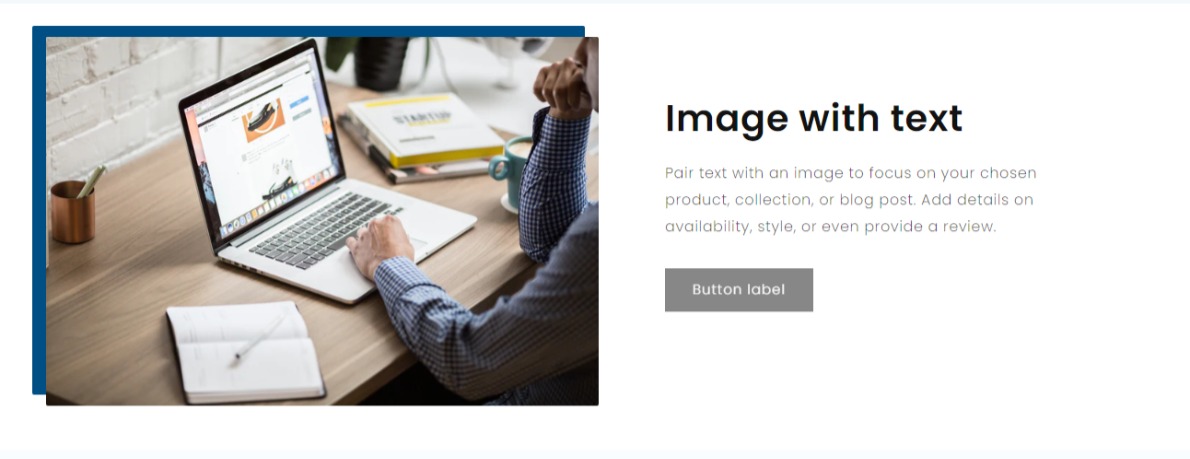 STARTUP
Image with text
Pair text with an image to focus on your chosen
product, collection, or blog post. Add details on
availability, style, or even provide a review.
Button label